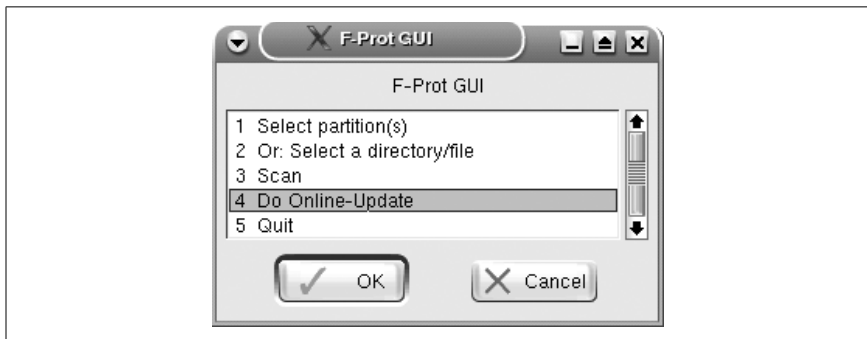 F-Prot GUI
F-Prot GUI
1 Select partition(s)
2 Or: Select a directory/file
3 Scan
4 Do Online-Update
5 Quit
OK
Cancel